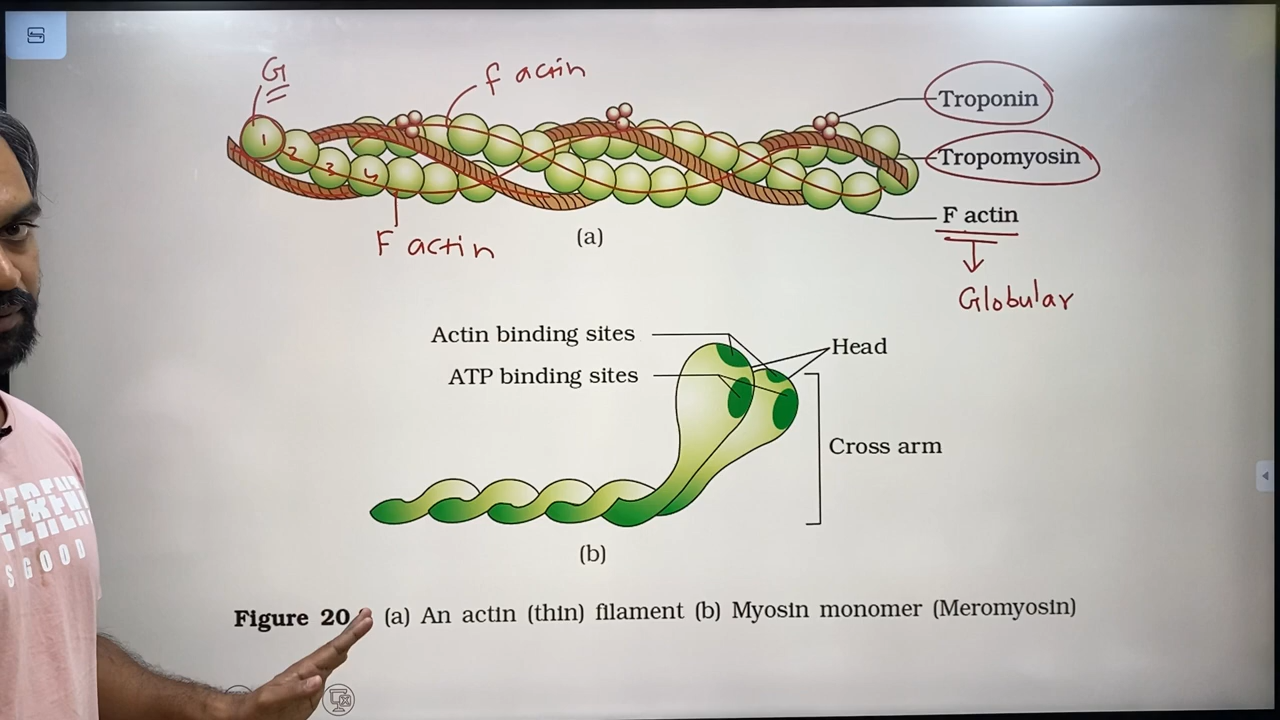 G
f actin
Troponin
1
2
3
4
Tropomyosin
F actin
F actin
(a)
Globular
Actin binding sites
Head
ATP binding sites
Cross arm
(b)
Figure 20 (a) An actin (thin) filament (b) Myosin monomer (Meromyosin)
S GOOD